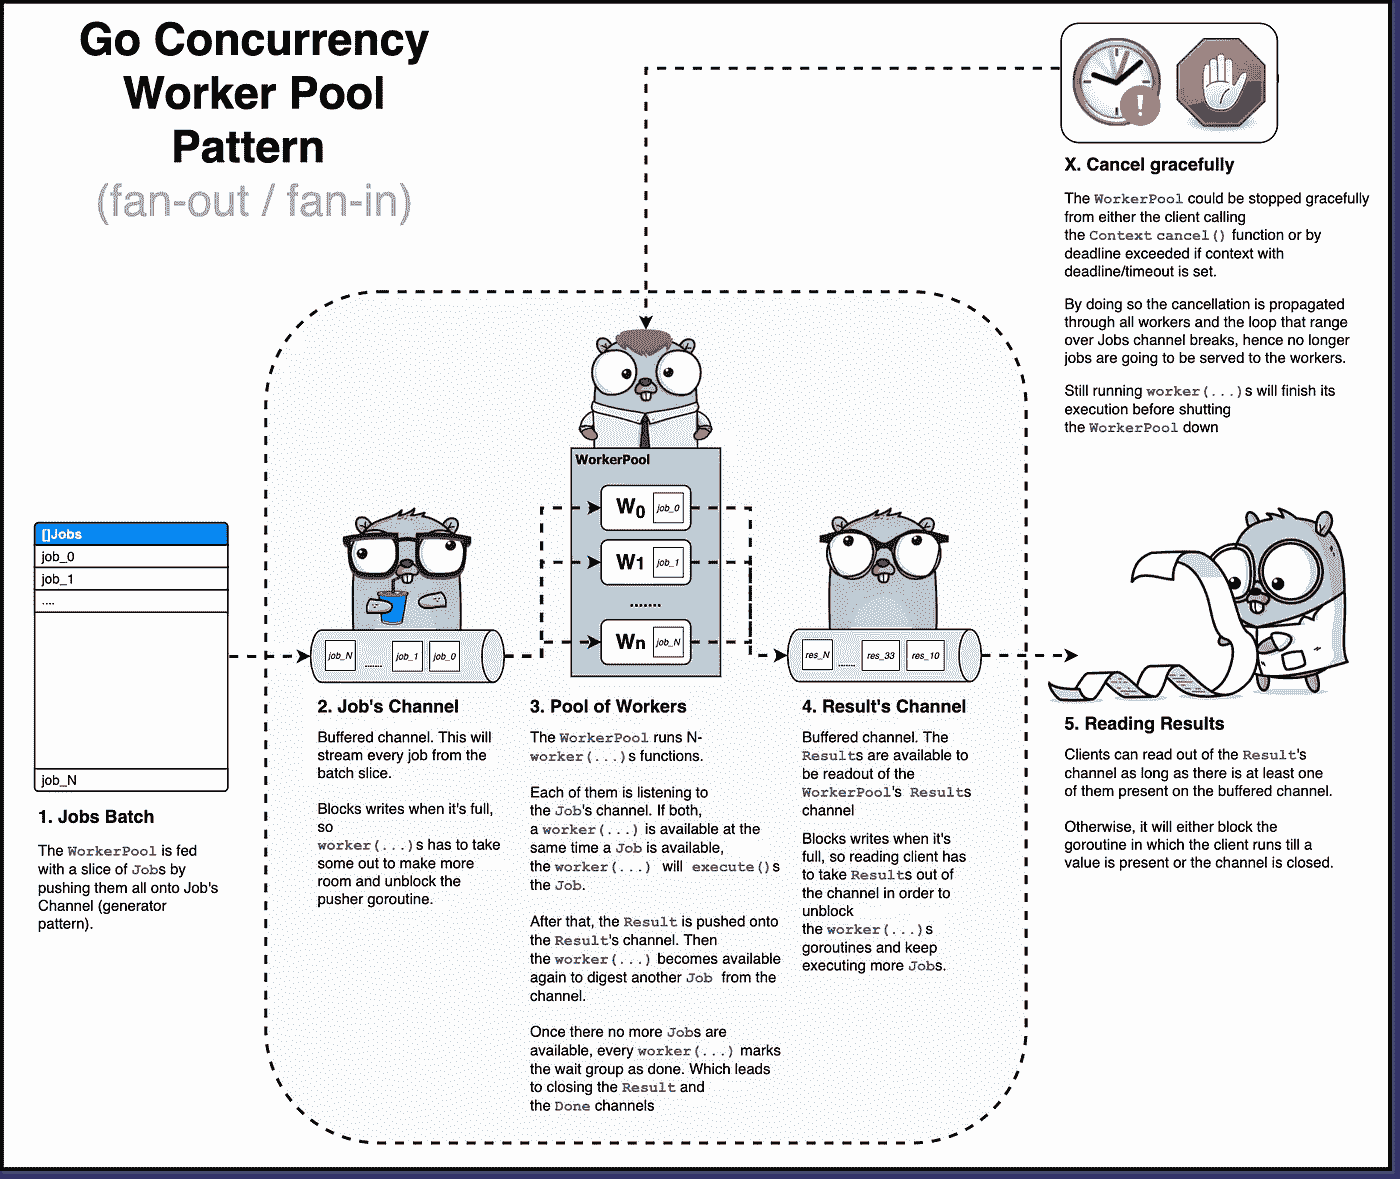 Go Concurrency
Worker Pool
Pattern
(fan-out / fan-in)
!
X. Cancel gracefully
The WorkerPool could be stopped gracefully
from either the client calling
the Context cancel() function or by
deadline exceeded if context with
deadline/timeout is set.
By doing so the cancellation is propagated
through all workers and the loop that range
over Jobs channel breaks, hence no longer
jobs are going to be served to the workers.
Still running worker(...)s will finish its
execution before shutting
the WorkerPool down
[]Jobs
job_0
job_1
....
job_N
1. Jobs Batch
The WorkerPool is fed
with a slice of Jobs by
pushing them all onto Job's
Channel (generator
pattern).
job_N
......
job_1
job_0
2. Job's Channel
Buffered channel. This will
stream every job from the
batch slice.
Blocks writes when it's full,
so
worker(...)s has to take
some out to make more
room and unblock the
pusher goroutine.
WorkerPool
W0 job_0
W1 job_1
.......
Wn job_N
3. Pool of Workers
The WorkerPool runs N-
worker(...)s functions.
Each of them is listening to
the Job's channel. If both,
a worker(...) is available at the
same time a Job is available,
the worker(...) will execute()s
the Job.
After that, the Result is pushed onto
the Result's channel. Then
the worker(...) becomes available
again to digest another Job from the
channel.
Once there no more Jobs are
available, every worker(...) marks
the wait group as done. Which leads
to closing the Result and
the Done channels
res_N
......
res_33
res_10
4. Result's Channel
Buffered channel. The
Results are available to
be readout of the
WorkerPool's Results
channel
Blocks writes when it's
full, so reading client has
to take Results out of
the channel in order to
unblock
the worker(...)s
goroutines and keep
executing more Jobs.
5. Reading Results
Clients can read out of the Result's
channel as long as there is at least one
of them present on the buffered channel.
Otherwise, it will either block the
goroutine in which the client runs till a
value is present or the channel is closed.